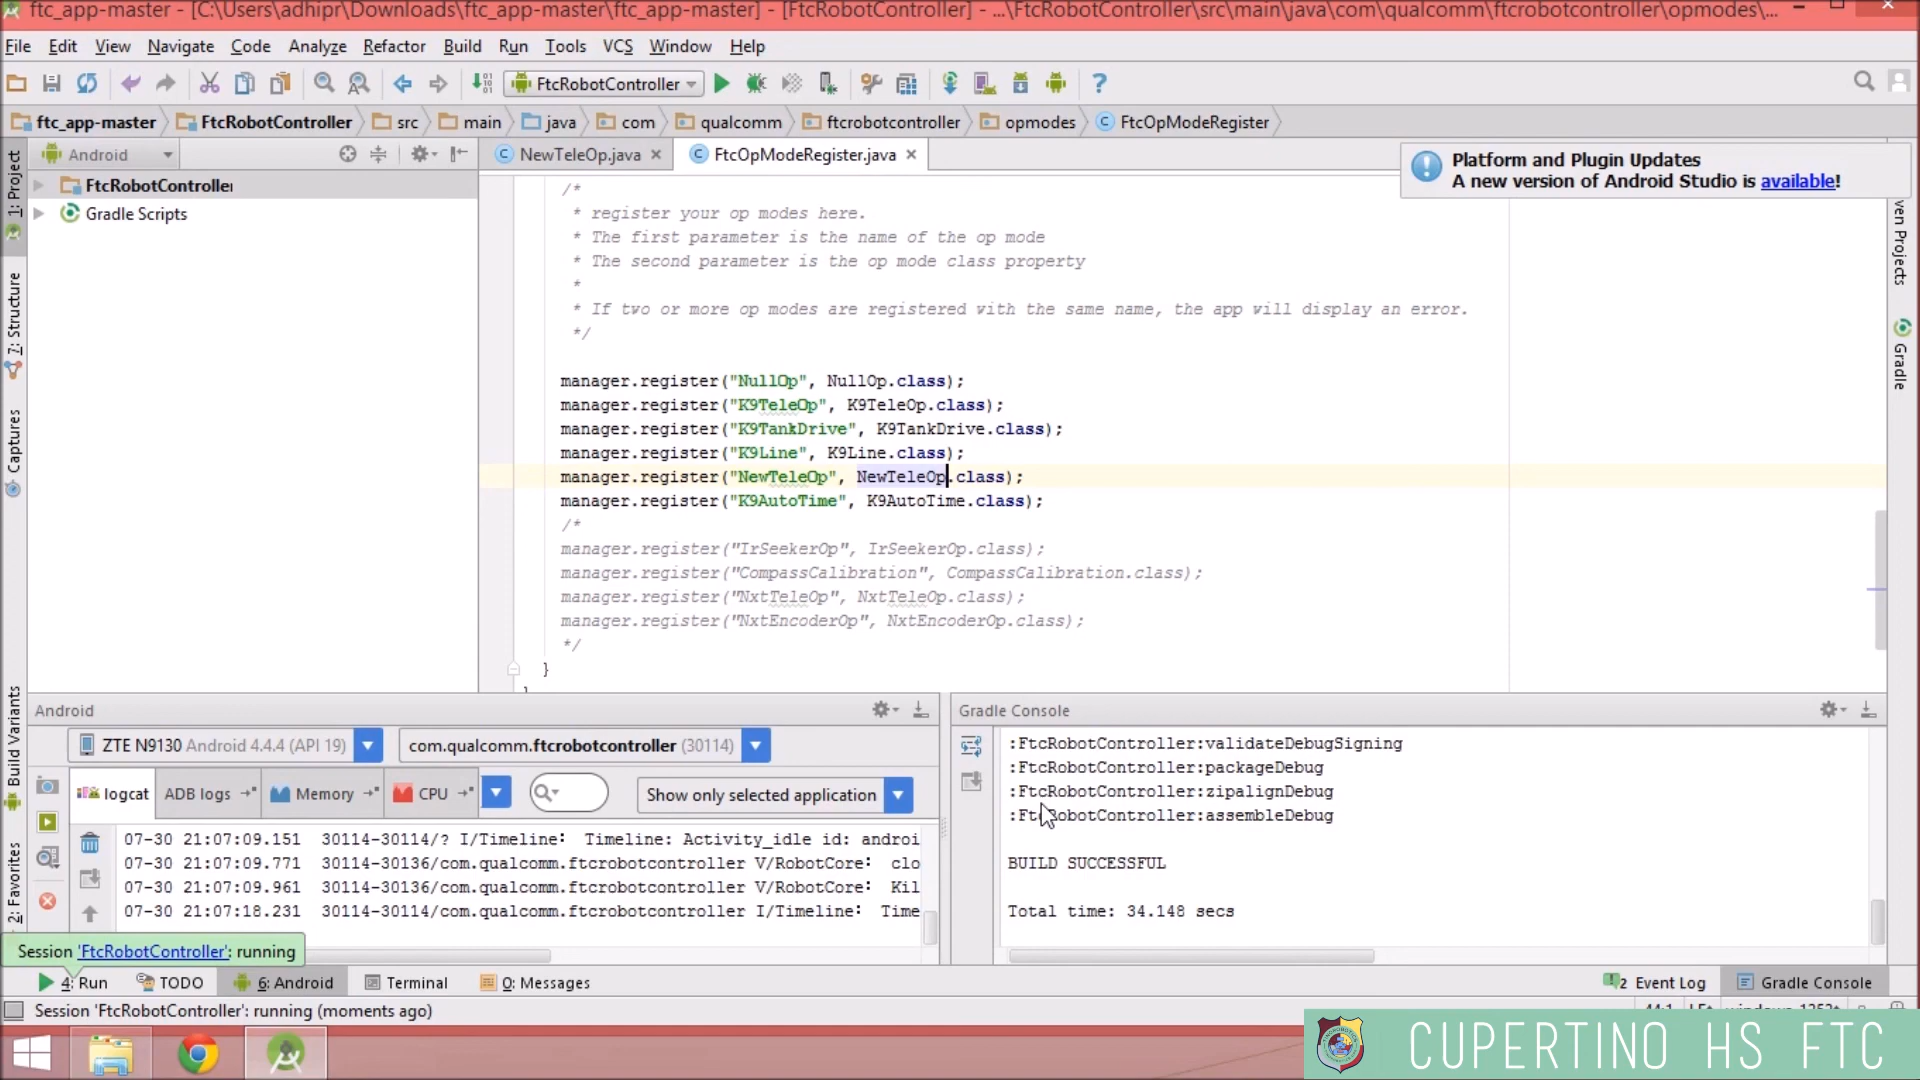 ftc_app-master - [C:\Users\adhipr\Downloads\ftc_app-master\ftc_app-master] - [FtcRobotController] - ...\FtcRobotController\src\main\java\com\qualcomm\ftcrobotcontroller\opmodes\...
File Edit View Navigate Code Analyze Refactor Build Run Tools VCS Window Help
FtcRobotController
ftc_app-master FtcRobotController src main java com qualcomm ftcrobotcontroller opmodes FtcOpModeRegister
Android
NewTeleOp.java FtcOpModeRegister.java
Platform and Plugin Updates
A new version of Android Studio is available!
1: Project
Z: Structure
Captures
Build Variants
2: Favorites
FtcRobotController
Gradle Scripts
/*
* register your op modes here.
* The first parameter is the name of the op mode
* The second parameter is the op mode class property
*
* If two or more op modes are registered with the same name, the app will display an error.
*/
manager.register("NullOp", NullOp.class);
manager.register("K9TeleOp", K9TeleOp.class);
manager.register("K9TankDrive", K9TankDrive.class);
manager.register("K9Line", K9Line.class);
manager.register("NewTeleOp", NewTeleOp.class);
manager.register("K9AutoTime", K9AutoTime.class);
/*
manager.register("IrSeekerOp", IrSeekerOp.class);
manager.register("CompassCalibration", CompassCalibration.class);
manager.register("NxtTeleOp", NxtTeleOp.class);
manager.register("NxtEncoderOp", NxtEncoderOp.class);
*/
}
ven Projects
Gradle
Android
ZTE N9130 Android 4.4.4 (API 19) com.qualcomm.ftcrobotcontroller (30114)
logcat ADB logs Memory CPU Show only selected application
07-30 21:07:09.151 30114-30114/? I/Timeline: Timeline: Activity_idle id: androi
07-30 21:07:09.771 30114-30136/com.qualcomm.ftcrobotcontroller V/RobotCore: clo
07-30 21:07:09.961 30114-30136/com.qualcomm.ftcrobotcontroller V/RobotCore: Kil
07-30 21:07:18.231 30114-30114/com.qualcomm.ftcrobotcontroller I/Timeline: Time
Gradle Console
:FtcRobotController:validateDebugSigning
:FtcRobotController:packageDebug
:FtcRobotController:zipalignDebug
:FtcRobotController:assembleDebug
BUILD SUCCESSFUL
Total time: 34.148 secs
Session 'FtcRobotController': running
4: Run TODO 6: Android Terminal 0: Messages 2 Event Log Gradle Console
Session 'FtcRobotController': running (moments ago)
CUPERTINO HS FTC